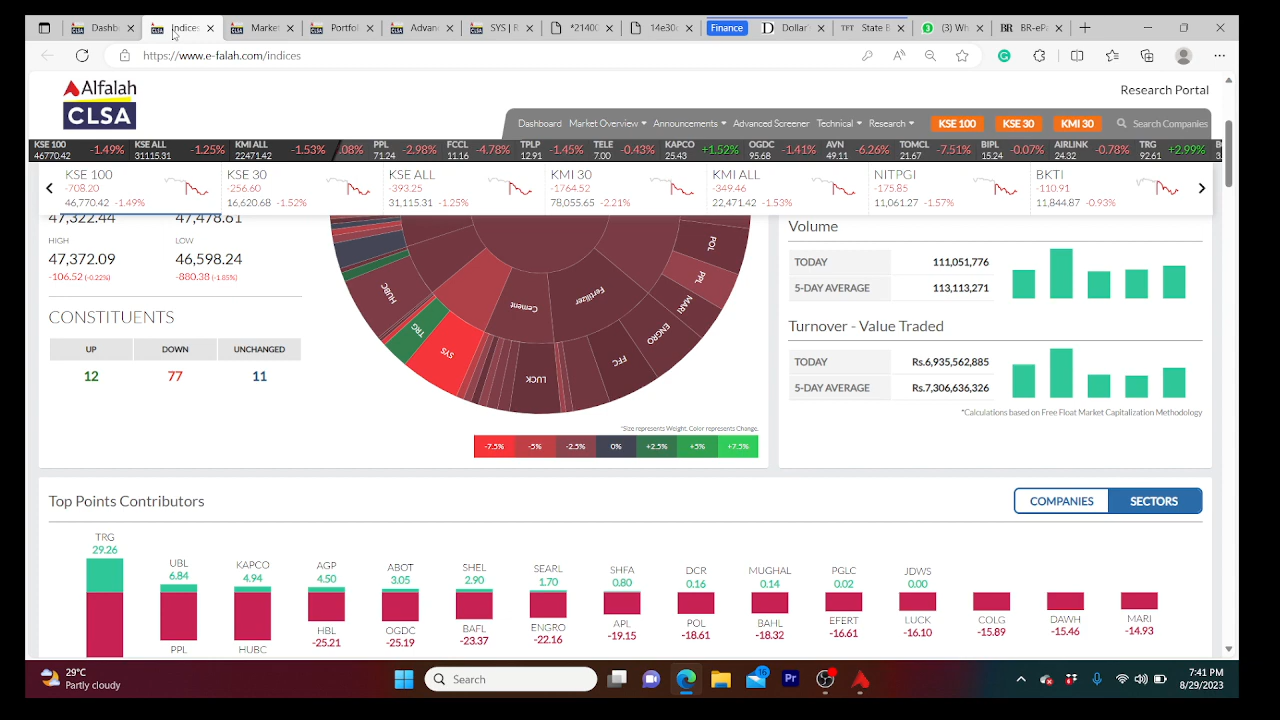 Dashb
Indices
Market
Portfol
Advan
SYS | R
*21400
14e30c
Finance
Dollar'
State B
(3) Wh
BR-eP
https://www.e-falah.com/indices
Alfalah
CLSA
Research Portal
Dashboard Market Overview Announcements Advanced Screener Technical Research KSE 100 KSE 30 KMI 30 Search Companies
KSE 100 46770.42 -1.49% KSE ALL 31115.31 -1.25% KMI ALL 22471.42 -1.53%
.08% PPL 71.24 -2.98% FCCL 11.16 -4.78% TPLP 12.91 -1.45% TELE 7.00 -0.43% KAPCO 25.43 +1.52% OGDC 95.68 -1.41% AVN 49.11 -6.26% TOMCL 21.67 -7.51% BIPL 15.24 -0.07% AIRLINK 24.32 -0.78% TRG 92.61 +2.99%
KSE 100
-708.20
46,770.42 -1.49%
KSE 30
-256.60
16,620.68 -1.52%
KSE ALL
-393.25
31,115.31 -1.25%
KMI 30
-1764.52
78,055.65 -2.21%
KMI ALL
-349.46
22,471.42 -1.53%
NITPGI
-175.85
11,061.27 -1.57%
BKTI
-110.91
11,844.87 -0.93%
47,322.44 47,478.61
HIGH LOW
47,372.09 46,598.24
-106.52 (-0.22%) -880.38 (-1.85%)
CONSTITUENTS
UP DOWN UNCHANGED
12 77 11
HUBC
TRG
SYS
Cement
LUCK
Fertilizer
FFC
ENGRO
MARI
PPL
POL
*Size represents Weight. Color represents Change.
-7.5% -5% -2.5% 0% +2.5% +5% +7.5%
Volume
TODAY 111,051,776
5-DAY AVERAGE 113,113,271
Turnover - Value Traded
TODAY Rs.6,935,562,885
5-DAY AVERAGE Rs.7,306,636,326
*Calculations based on Free Float Market Capitalization Methodology
Top Points Contributors
COMPANIES SECTORS
TRG UBL KAPCO AGP ABOT SHEL SEARL SHFA DCR MUGHAL PGLC JDWS
29.26 6.84 4.94 4.50 3.05 2.90 1.70 0.80 0.16 0.14 0.02 0.00
PPL HUBC HBL OGDC BAFL ENGRO APL POL BAHL EFERT LUCK COLG DAWH MARI
-25.21 -25.19 -23.37 -22.16 -19.15 -18.61 -18.32 -16.61 -16.10 -15.89 -15.46 -14.93
29°C
Partly cloudy
Search
16
Pr
7:41 PM
8/29/2023